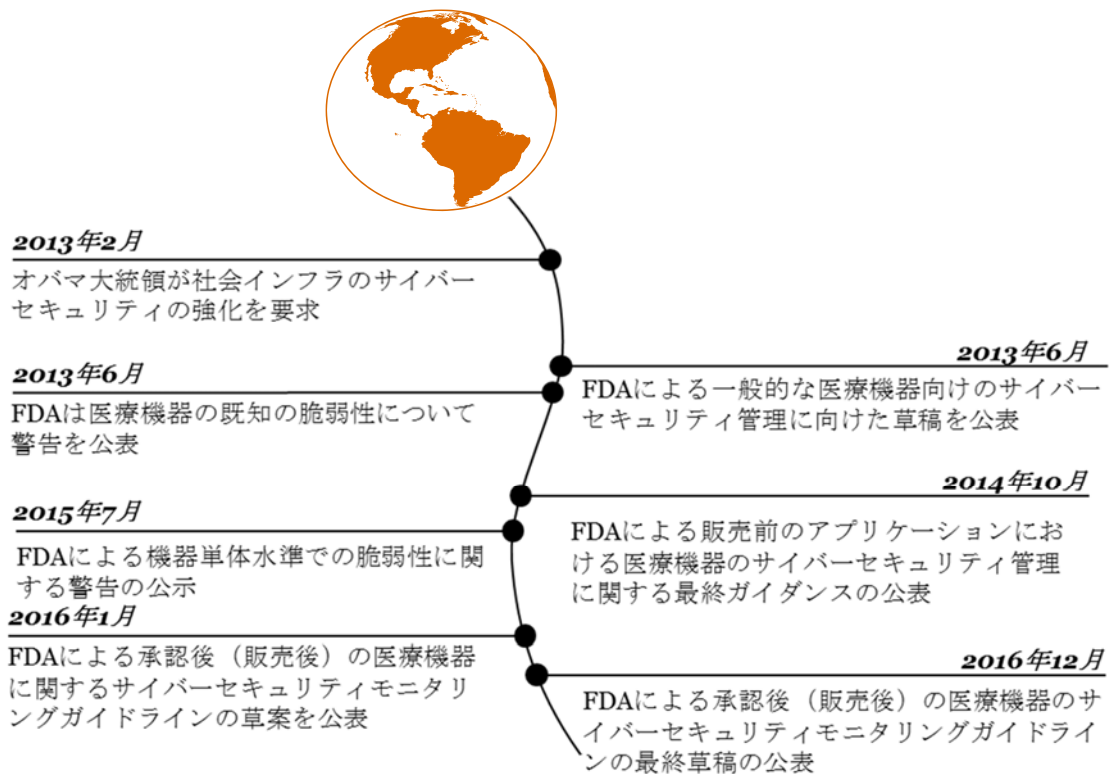 2013年2月
オバマ大統領が社会インフラのサイバー
セキュリティの強化を要求
2013年6月
FDAによる一般的な医療機器向けのサイバー
セキュリティ管理に向けた草稿を公表
2013年6月
FDAは医療機器の既知の脆弱性について
警告を公表
2014年10月
FDAによる販売前のアプリケーションにお
ける医療機器のサイバーセキュリティ管理
に関する最終ガイダンスの公表
2015年7月
FDAによる機器単体水準での脆弱性に関
する警告の公示
2016年1月
FDAによる承認後（販売後）の医療機器
に関するサイバーセキュリティモニタリ
ングガイドラインの草案を公表
2016年12月
FDAによる承認後（販売後）の医療機器のサ
イバーセキュリティモニタリングガイドライ
ンの最終草稿の公表